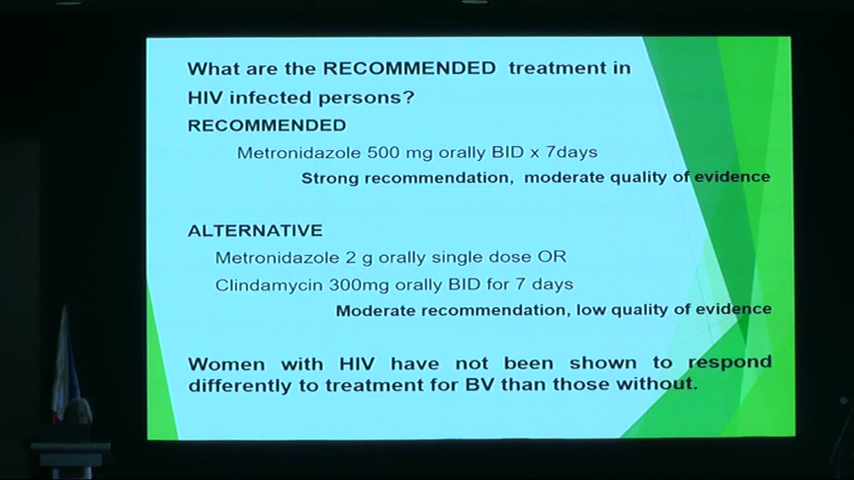 What are the RECOMMENDED treatment in
HIV infected persons?
RECOMMENDED
Metronidazole 500 mg orally BID x 7days
Strong recommendation, moderate quality of evidence
ALTERNATIVE
Metronidazole 2 g orally single dose OR
Clindamycin 300mg orally BID for 7 days
Moderate recommendation, low quality of evidence
Women with HIV have not been shown to respond
differently to treatment for BV than those without.